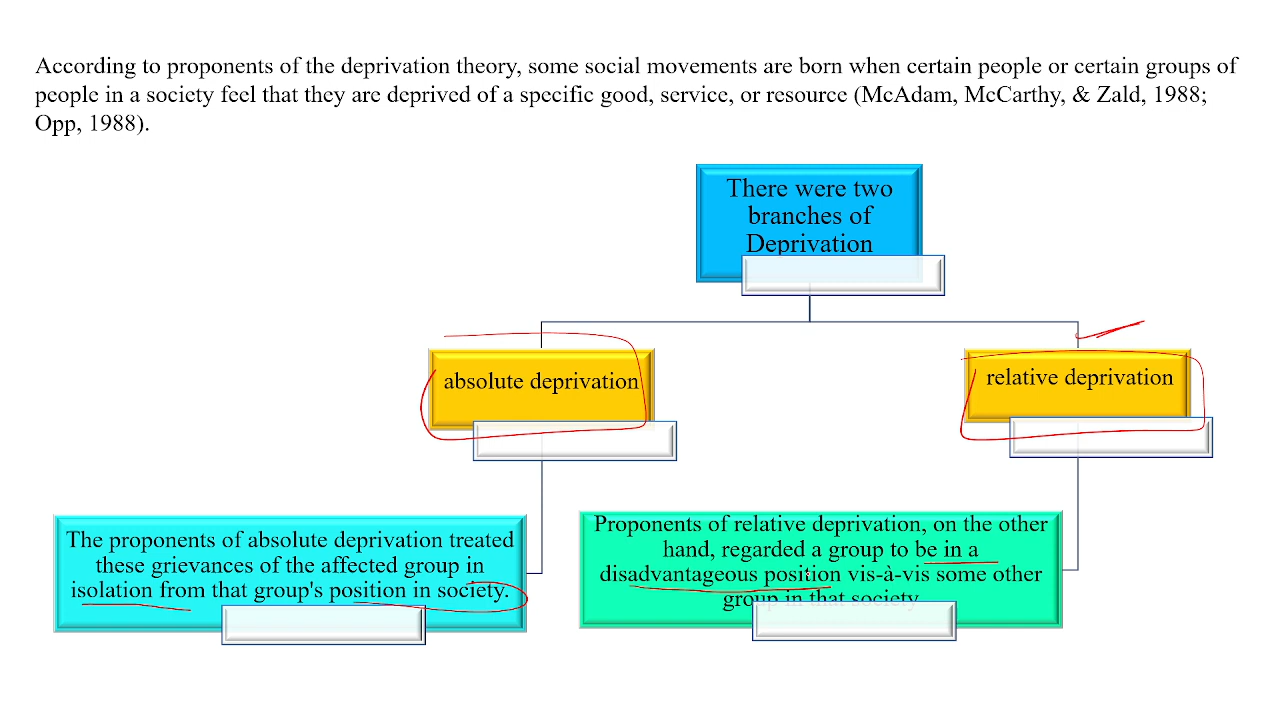 According to proponents of the deprivation theory, some social movements are born when certain people or certain groups of
people in a society feel that they are deprived of a specific good, service, or resource (McAdam, McCarthy, & Zald, 1988;
Opp, 1988).
There were two
branches of
Deprivation
absolute deprivation
relative deprivation
The proponents of absolute deprivation treated
these grievances of the affected group in
isolation from that group's position in society.
Proponents of relative deprivation, on the other
hand, regarded a group to be in a
disadvantageous position vis-à-vis some other
group in that society